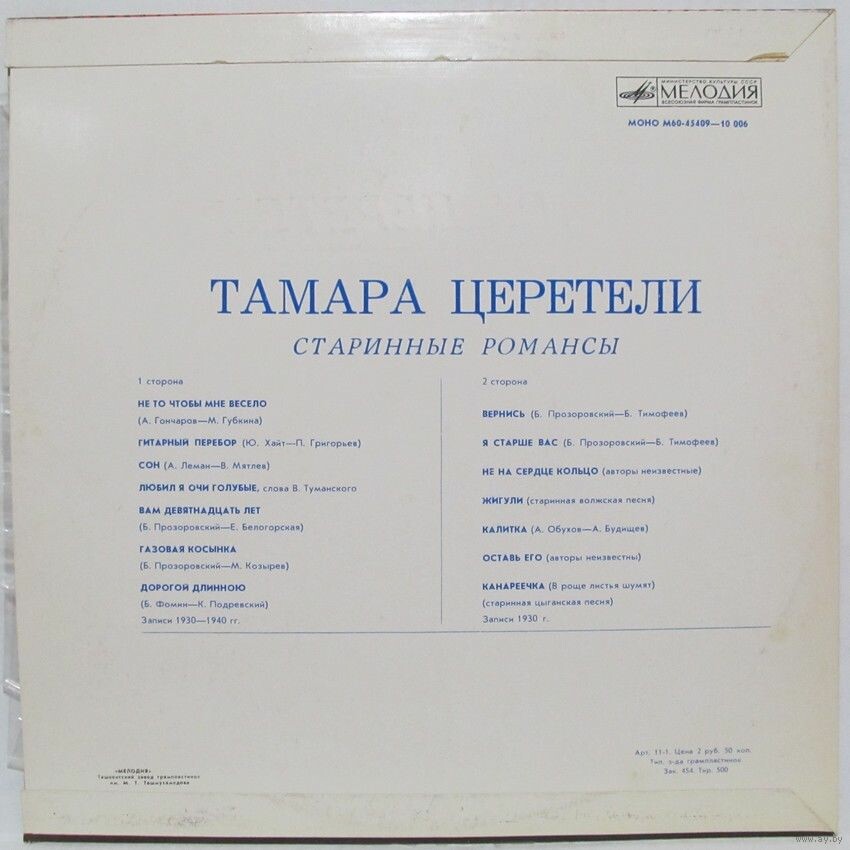 МИНИСТЕРСТВО КУЛЬТУРЫ СССР
МЕЛОДИЯ
ВСЕСОЮЗНАЯ ФИРМА ГРАМПЛАСТИНОК
МОНО М60-45409—10 006
ТАМАРА ЦЕРЕТЕЛИ
СТАРИННЫЕ РОМАНСЫ
1 сторона
НЕ ТО ЧТОБЫ МНЕ ВЕСЕЛО
(А. Гончаров—М. Губкина)
ГИТАРНЫЙ ПЕРЕБОР (Ю. Хайт—П. Григорьев)
СОН (А. Леман—В. Мятлев)
ЛЮБИЛ Я ОЧИ ГОЛУБЫЕ, слова В. Туманского
ВАМ ДЕВЯТНАДЦАТЬ ЛЕТ
(Б. Прозоровский—Е. Белогорская)
ГАЗОВАЯ КОСЫНКА
(Б. Прозоровский—М. Козырев)
ДОРОГОЙ ДЛИННОЮ
(Б. Фомин—К. Подревский)
Записи 1930—1940 гг.
2 сторона
ВЕРНИСЬ (Б. Прозоровский—Б. Тимофеев)
Я СТАРШЕ ВАС (Б. Прозоровский—Б. Тимофеев)
НЕ НА СЕРДЦЕ КОЛЬЦО (авторы неизвестные)
ЖИГУЛИ (старинная волжская песня)
КАЛИТКА (А. Обухов—А. Будищев)
ОСТАВЬ ЕГО (авторы неизвестны)
КАНАРЕЕЧКА (В роще листья шумят)
(старинная цыганская песня)
Записи 1930 г.
Арт. 11-1. Цена 2 руб. 50 коп.
Тип. з-да грампластинок
Зак. 454. Тир. 500
«МЕЛОДИЯ»
Ташкентский завод грампластинок
им. М. Т. Ташмухамедова
www.ay.by